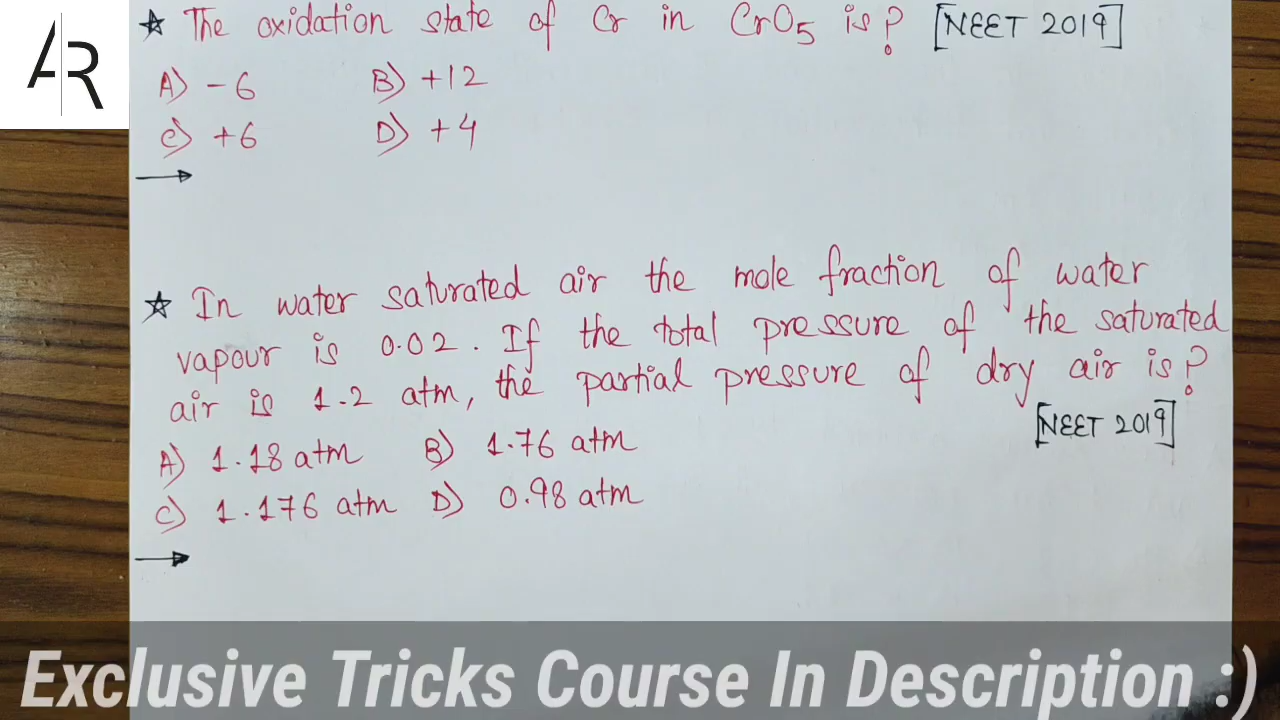 AR
☆ The oxidation state of Cr in CrO5 is? [NEET 2019]
A) -6 B) +12
C) +6 D) +4
→
☆ In water saturated air the mole fraction of water
vapour is 0.02. If the total pressure of the saturated
air is 1.2 atm, the partial pressure of dry air is?
[NEET 2019]
A) 1.18 atm B) 1.76 atm
C) 1.176 atm D) 0.98 atm
→
Exclusive Tricks Course In Description :)